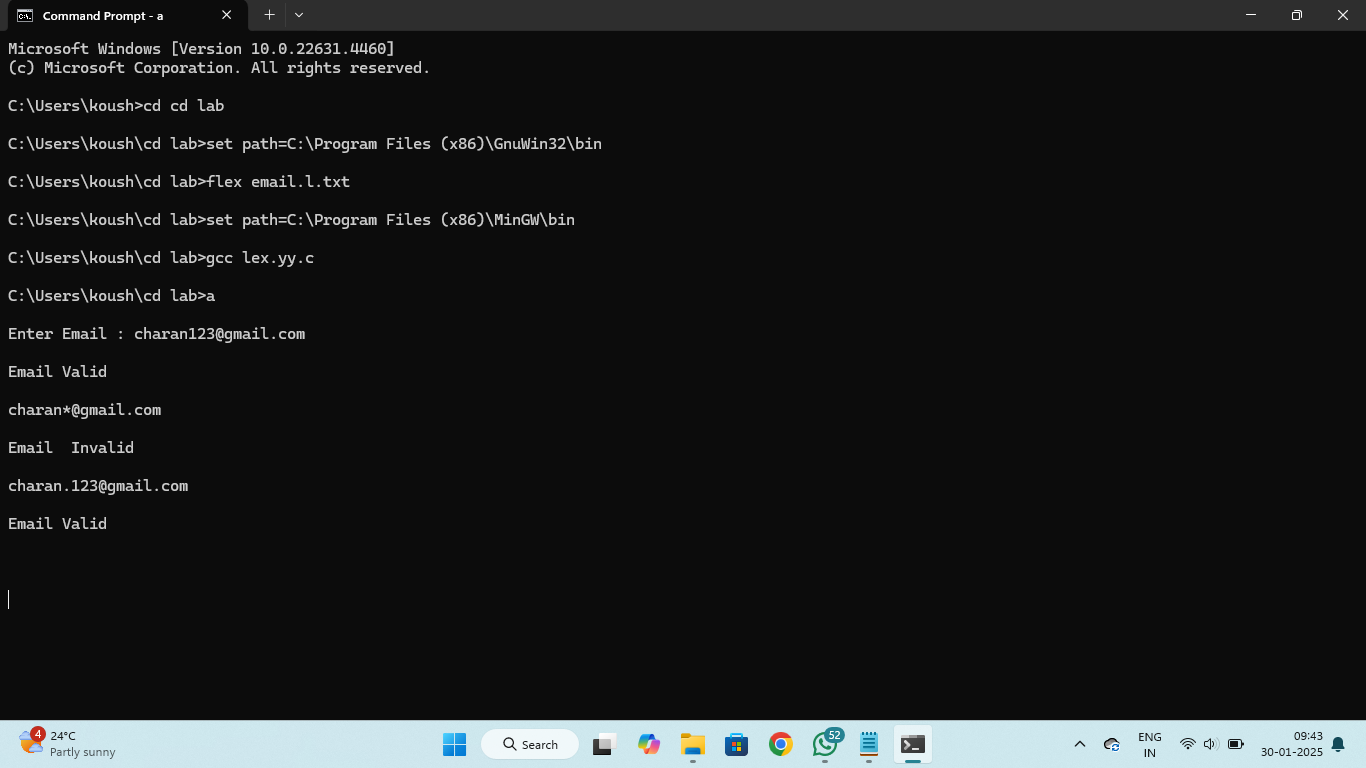 Command Prompt - a
Microsoft Windows [Version 10.0.22631.4460]
(c) Microsoft Corporation. All rights reserved.
C:\Users\koush>cd cd lab
C:\Users\koush\cd lab>set path=C:\Program Files (x86)\GnuWin32\bin
C:\Users\koush\cd lab>flex email.l.txt
C:\Users\koush\cd lab>set path=C:\Program Files (x86)\MinGW\bin
C:\Users\koush\cd lab>gcc lex.yy.c
C:\Users\koush\cd lab>a
Enter Email : charan123@gmail.com
Email Valid
charan*@gmail.com
Email  Invalid
charan.123@gmail.com
Email Valid
4
24°C
Partly sunny
Search
52
ENG
IN
09:43
30-01-2025